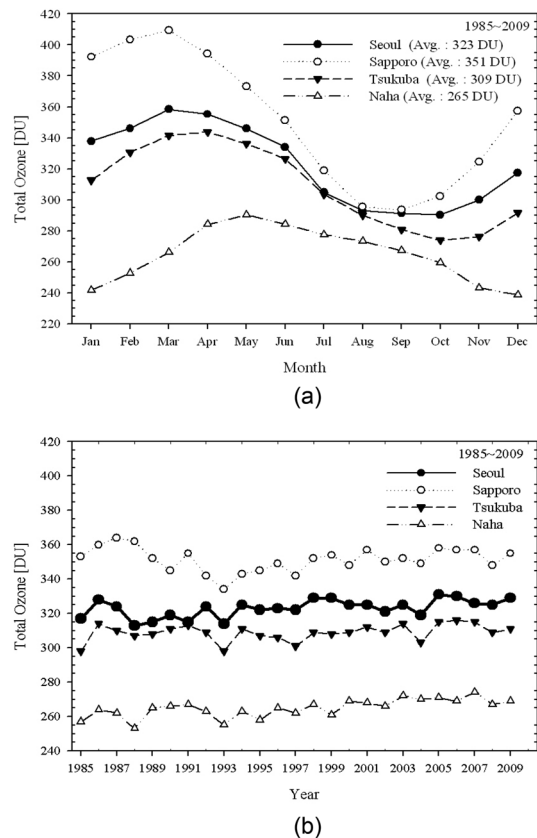 1985~2009
Seoul (Avg. : 323 DU)
Sapporo (Avg. : 351 DU)
Tsukuba (Avg. : 309 DU)
Naha (Avg. : 265 DU)
Total Ozone [DU]
420
400
380
360
340
320
300
280
260
240
220
Jan Feb Mar Apr May Jun Jul Aug Sep Oct Nov Dec
Month
(a)
1985~2009
Seoul
Sapporo
Tsukuba
Naha
Total Ozone [DU]
420
400
380
360
340
320
300
280
260
240
1985 1987 1989 1991 1993 1995 1997 1999 2001 2003 2005 2007 2009
Year
(b)